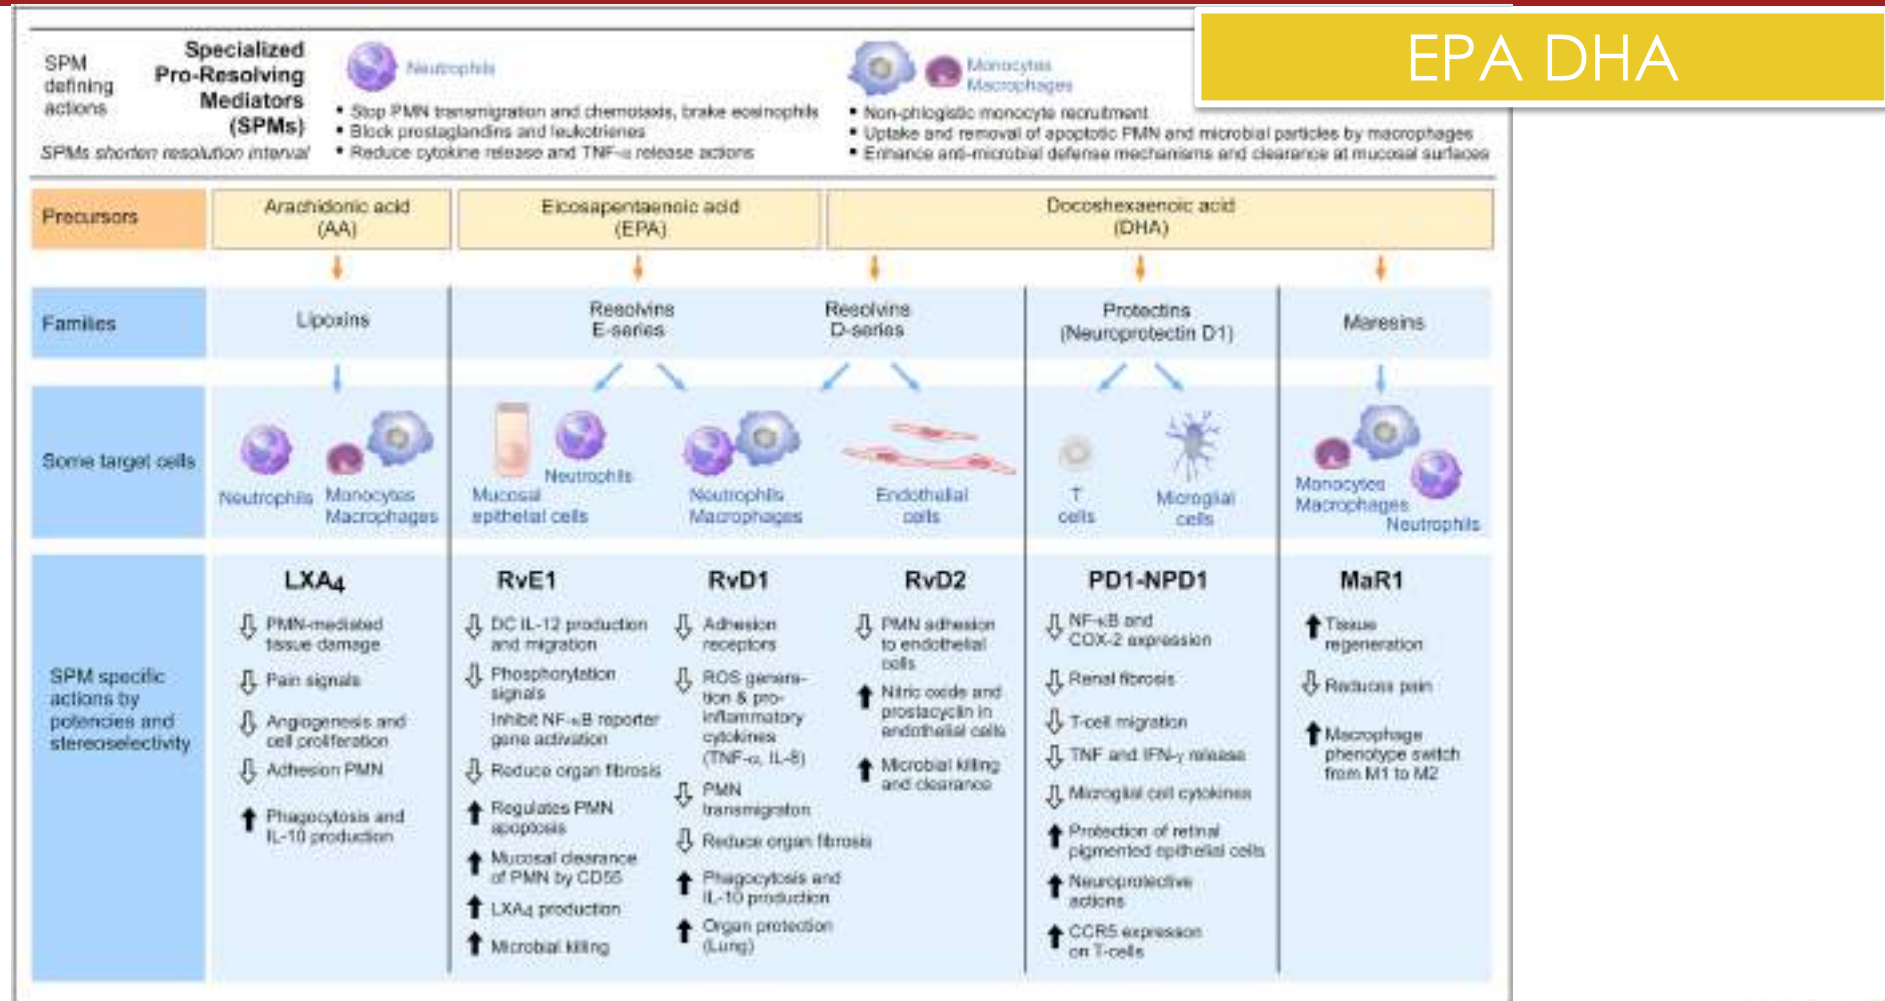 EPA DHA
SPM
defining
actions
Specialized
Pro-Resolving
Mediators
(SPMs)
SPMs shorten resolution interval
Neutrophils
• Stop PMN transmigration and chemotaxis, brake eosinophils
• Block prostaglandins and leukotrienes
• Reduce cytokine release and TNF-α release actions
Monocytes
Macrophages
• Non-phlogistic monocyte recruitment
• Uptake and removal of apoptotic PMN and microbial particles by macrophages
• Enhance anti-microbial defense mechanisms and clearance at mucosal surfaces
Precursors
Arachidonic acid
(AA)
Eicosapentaenoic acid
(EPA)
Docoshexaenoic acid
(DHA)
Families
Lipoxins
Resolvins
E-series
Resolvins
D-series
Protectins
(Neuroprotectin D1)
Maresins
Some target cells
Neutrophils
Monocytes
Macrophages
Mucosal
epithelial cells
Neutrophils
Neutrophils
Macrophages
Endothelial
cells
T
cells
Microglial
cells
Monocytes
Macrophages
Neutrophils
SPM specific
actions by
potencies and
stereoselectivity
LXA4
⇩ PMN-mediated
tissue damage
⇩ Pain signals
⇩ Angiogenesis and
cell proliferation
⇩ Adhesion PMN
⬆ Phagocytosis and
IL-10 production
RvE1
⇩ DC IL-12 production
and migration
⇩ Phosphorylation
signals
Inhibit NF-κB reporter
gene activation
⇩ Reduce organ fibrosis
⬆ Regulates PMN
apoptosis
⬆ Mucosal clearance
of PMN by CD55
⬆ LXA4 production
⬆ Microbial killing
RvD1
⇩ Adhesion
receptors
⇩ ROS genera-
tion & pro-
inflammatory
cytokines
(TNF-α, IL-8)
⇩ PMN
transmigraton
⇩ Reduce organ fibrosis
⬆ Phagocytosis and
IL-10 production
⬆ Organ protection
(Lung)
RvD2
⇩ PMN adhesion
to endothelial
cells
⬆ Nitric oxide and
prostacyclin in
endothelial cells
⬆ Microbial killing
and clearance
PD1-NPD1
⇩ NF-κB and
COX-2 expression
⇩ Renal fibrosis
⇩ T-cell migration
⇩ TNF and IFN-γ release
⇩ Microglial cell cytokines
⬆ Protection of retinal
pigmented epithelial cells
⬆ Neuroprotective
actions
⬆ CCR5 expresson
on T-cells
MaR1
⬆ Tissue
regeneration
⇩ Reduces pain
⬆ Macrophage
phenotype switch
from M1 to M2